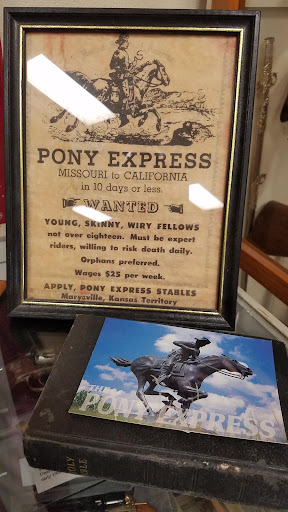 PONY EXPRESS
MISSOURI to CALIFORNIA
in 10 days or less.
WANTED
YOUNG, SKINNY, WIRY FELLOWS
not over eighteen. Must be expert
riders, willing to risk death daily.
Orphans preferred.
Wages $25 per week.
APPLY, PONY EXPRESS STABLES
Marysville, Kansas Territory
THE
PONY EXPRESS